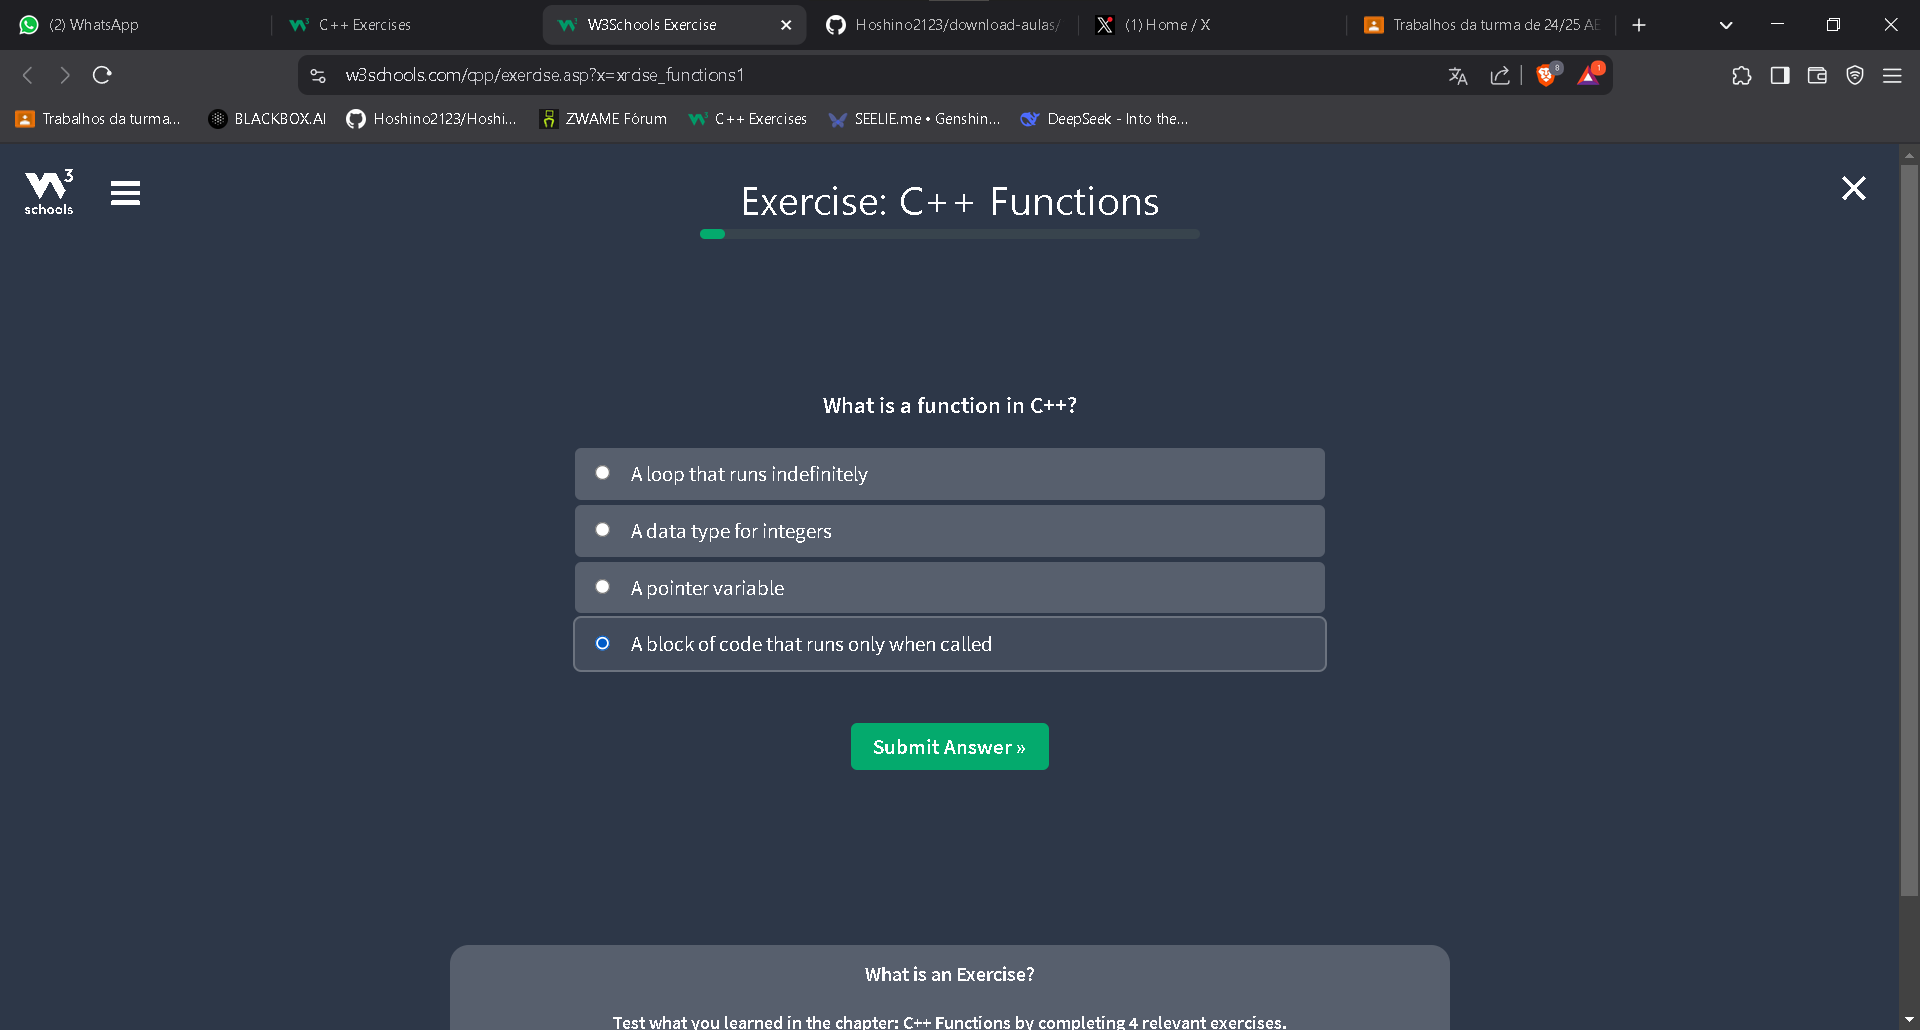 (2) WhatsApp
C++ Exercises
W3Schools Exercise
Hoshino2123/download-aulas/
(1) Home / X
Trabalhos da turma de 24/25 AE
w3schools.com/cpp/exercise.asp?x=xrcise_functions1
8
1
Trabalhos da turma...
BLACKBOX.AI
Hoshino2123/Hoshi...
ZWAME Fórum
C++ Exercises
SEELIE.me • Genshin...
DeepSeek - Into the...
3
schools
Exercise: C++ Functions
What is a function in C++?
A loop that runs indefinitely
A data type for integers
A pointer variable
A block of code that runs only when called
Submit Answer »
What is an Exercise?
Test what you learned in the chapter: C++ Functions by completing 4 relevant exercises.